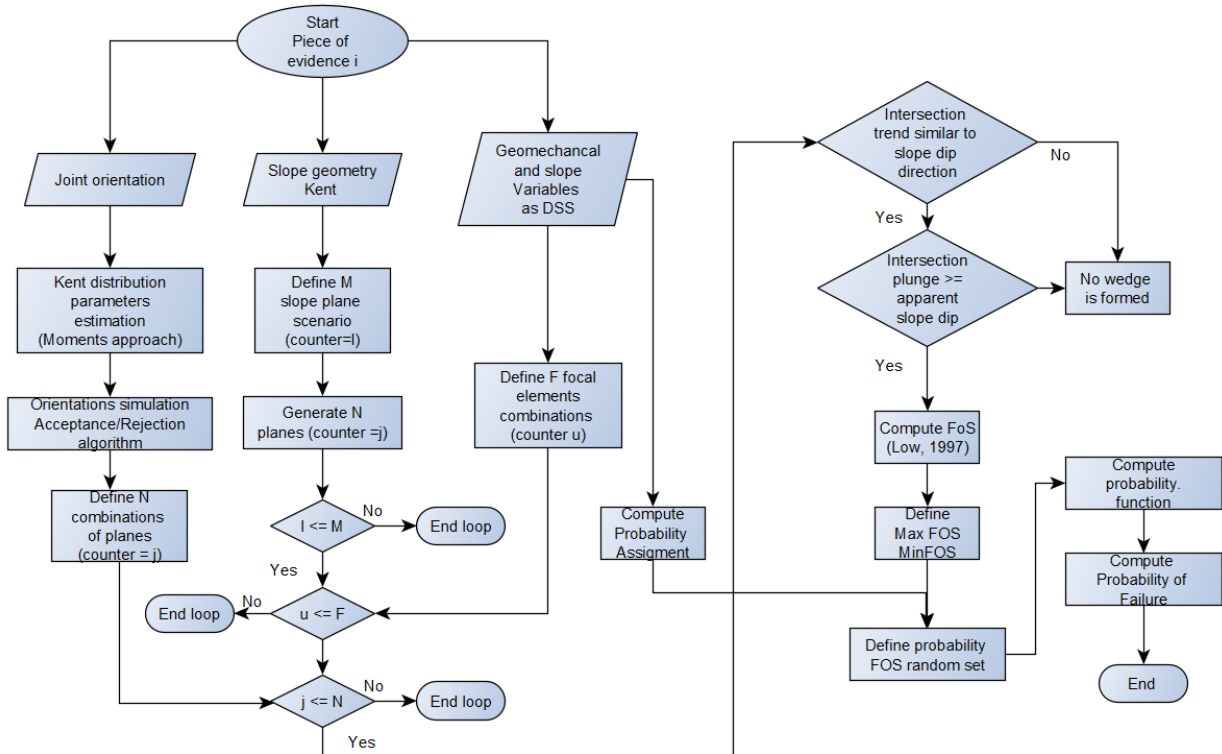 Start
Piece of
evidence i
Joint orientation
Slope geometry
Kent
Geomechancal
and slope
Variables
as DSS
Kent distribution
parameters
estimation
(Moments approach)
Define M
slope plane
scenario
(counter=l)
Orientations simulation
Acceptance/Rejection
algorithm
Generate N
planes (counter =j)
Define F focal
elements
combinations
(counter u)
Define N
combinations
of planes
(counter = j)
l <= M
No
End loop
Yes
u <= F
No
End loop
j <= N
No
End loop
Yes
Compute
Probability
Assigment
Intersection
trend similar to
slope dip
direction
No
Yes
Intersection
plunge >=
apparent
slope dip
No wedge
is formed
Yes
Compute FoS
(Low, 1997)
Define
Max FOS
MinFOS
Define probability
FOS random set
Compute
probability.
function
Compute
Probability of
Failure
End